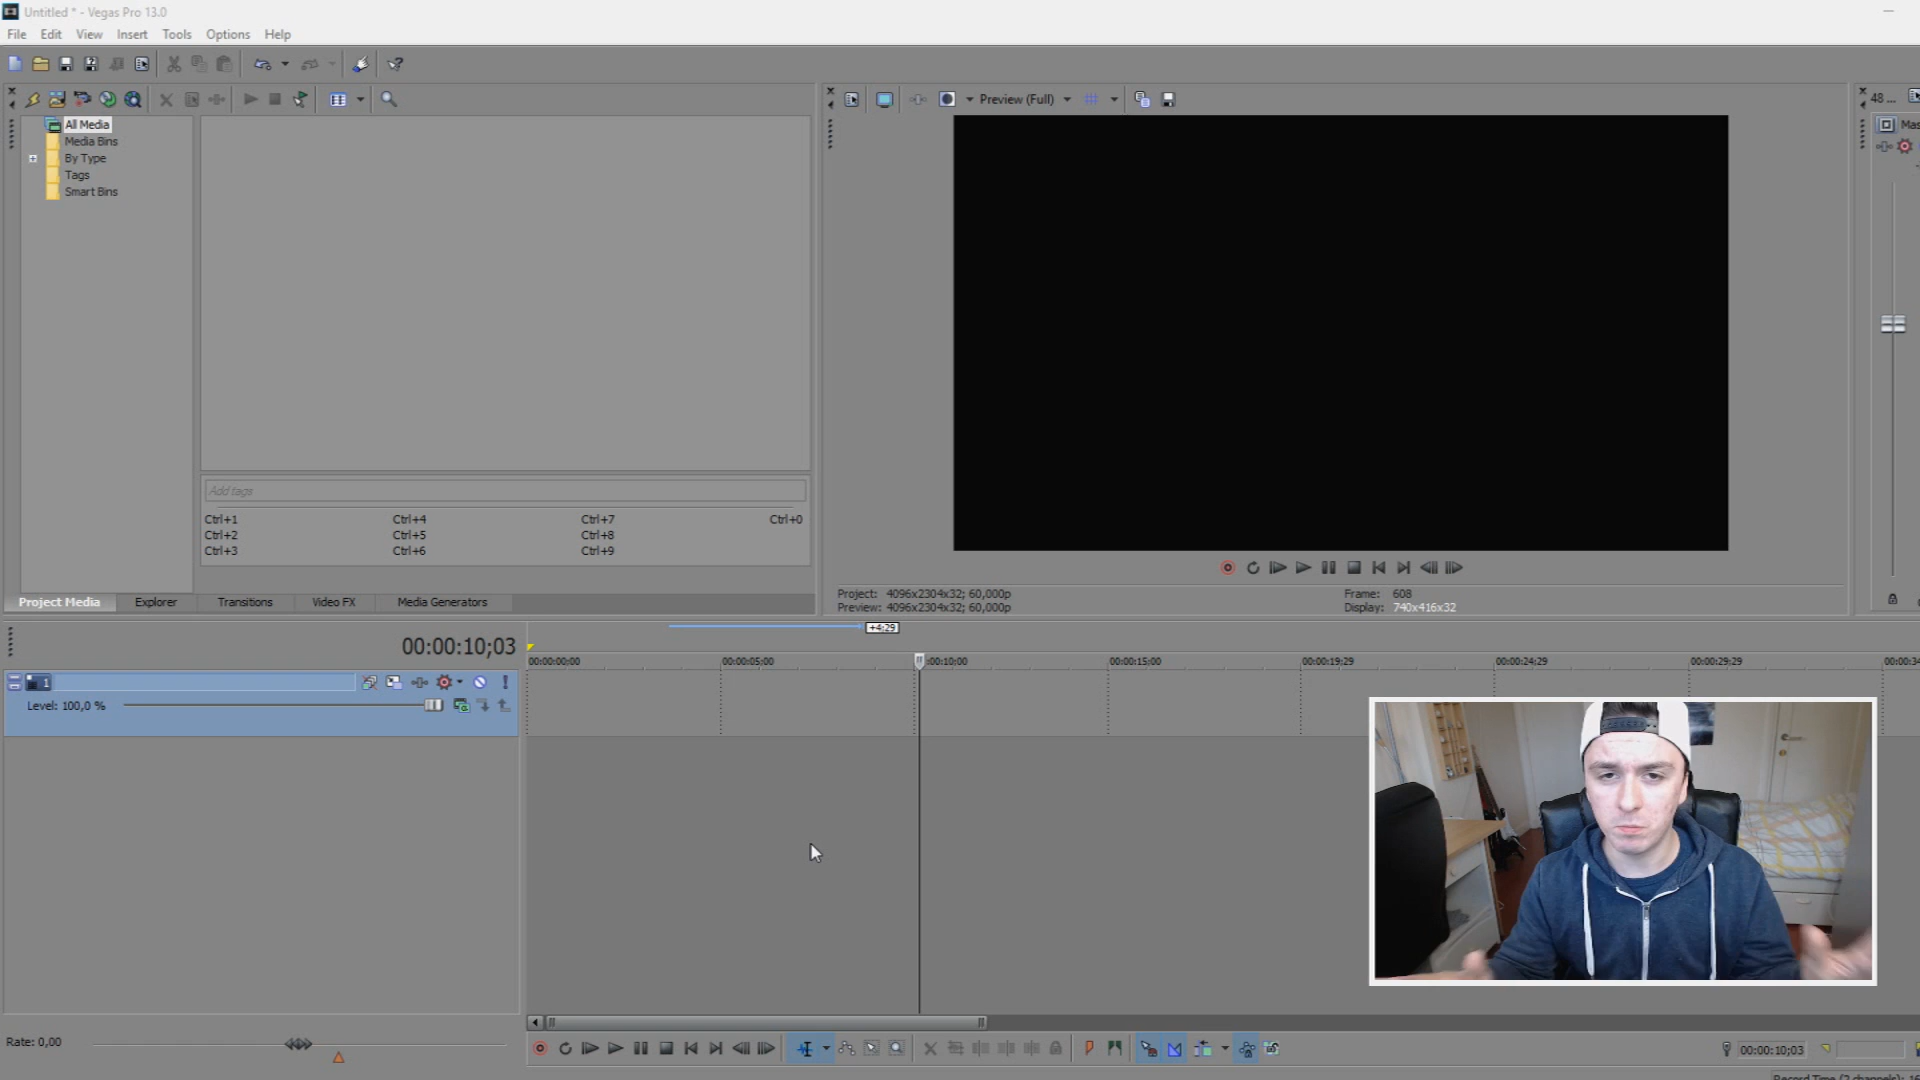 Untitled * - Vegas Pro 13.0
File Edit View Insert Tools Options Help
Preview (Full)
48 ...
All Media
Media Bins
By Type
Tags
Smart Bins
Add tags
Ctrl+1 Ctrl+4 Ctrl+7 Ctrl+0
Ctrl+2 Ctrl+5 Ctrl+8
Ctrl+3 Ctrl+6 Ctrl+9
Project Media Explorer Transitions Video FX Media Generators
Project: 4096x2304x32; 60,000p Frame: 608
Preview: 4096x2304x32; 60,000p Display: 740x416x32
+4;29
00:00:10;03
00:00:00;00 00:00:05;00 :00:10;00 00:00:15;00 00:00:19;29 00:00:24;29 00:00:29;29
1
Level: 100,0 %
Rate: 0,00
00:00:10;03